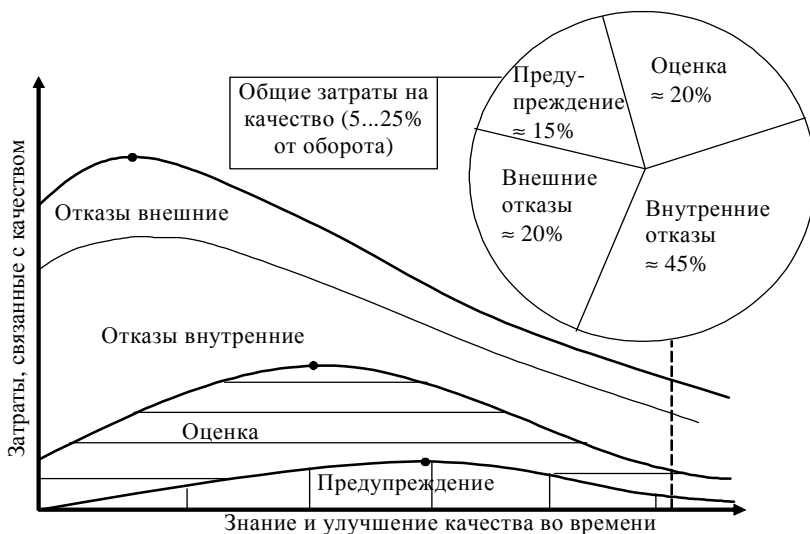 Общие затраты на
качество (5...25%
от оборота)
Преду-
преждение
≈ 15%
Оценка
≈ 20%
Внешние
отказы
≈ 20%
Внутренние
отказы
≈ 45%
Затраты, связанные с качеством
Отказы внешние
Отказы внутренние
Оценка
Предупреждение
Знание и улучшение качества во времени